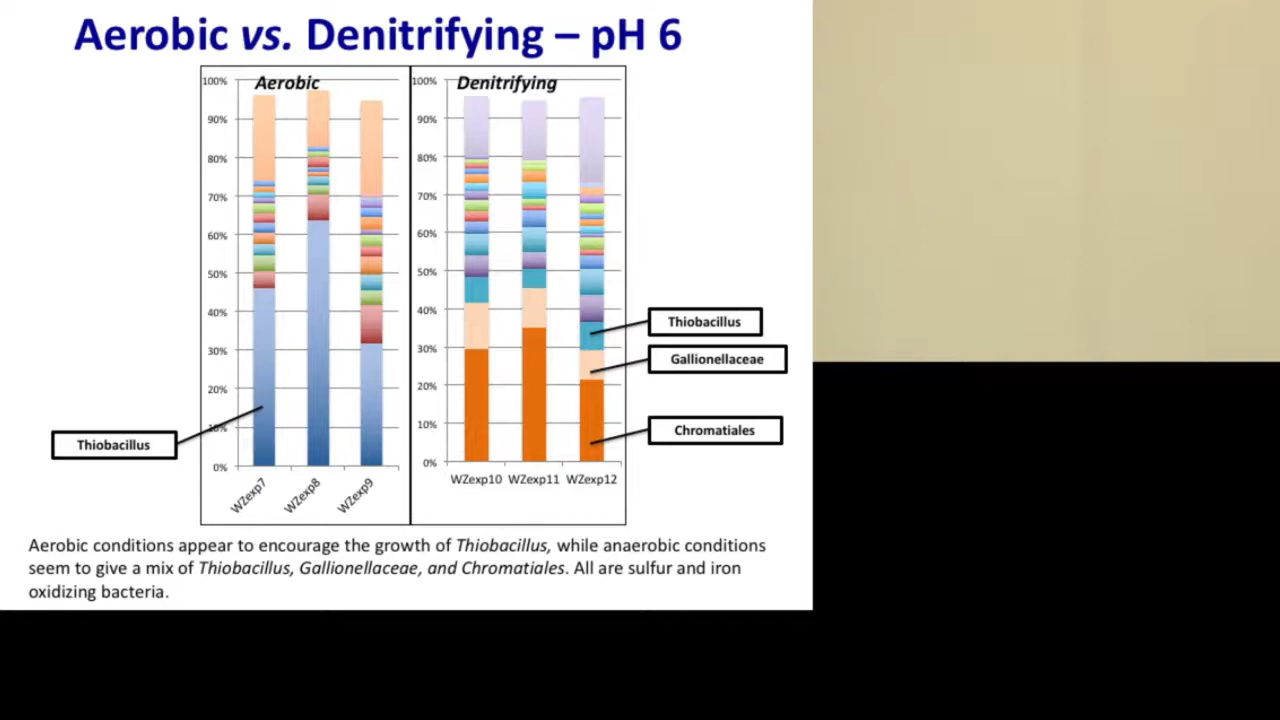 Aerobic vs. Denitrifying – pH 6
Aerobic
100%
90%
80%
70%
60%
50%
40%
30%
20%
10%
0%
WZexp7
WZexp8
WZexp9
Denitrifying
100%
90%
80%
70%
60%
50%
40%
30%
20%
10%
0%
WZexp10 WZexp11 WZexp12
Thiobacillus
Thiobacillus
Gallionellaceae
Chromatiales
Aerobic conditions appear to encourage the growth of Thiobacillus, while anaerobic conditions
seem to give a mix of Thiobacillus, Gallionellaceae, and Chromatiales. All are sulfur and iron
oxidizing bacteria.